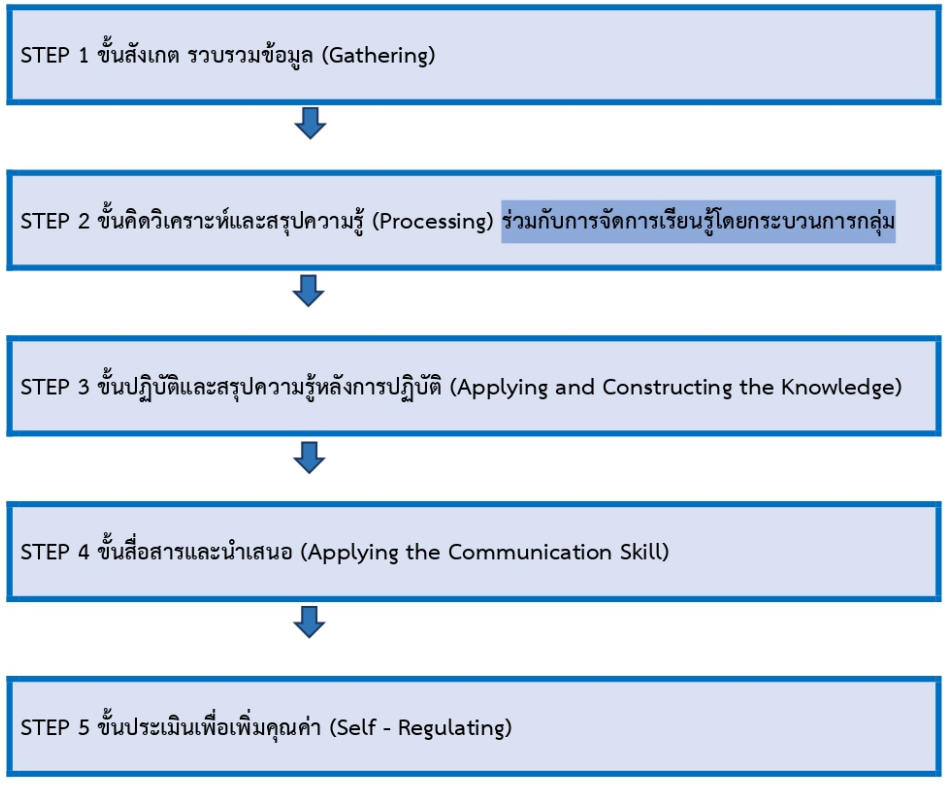 STEP 1 ขั้นสังเกต รวบรวมข้อมูล (Gathering)
STEP 2 ขั้นคิดวิเคราะห์และสรุปความรู้ (Processing) ร่วมกับการจัดการเรียนรู้โดยกระบวนการกลุ่ม
STEP 3 ขั้นปฏิบัติและสรุปความรู้หลังการปฏิบัติ (Applying and Constructing the Knowledge)
STEP 4 ขั้นสื่อสารและนำเสนอ (Applying the Communication Skill)
STEP 5 ขั้นประเมินเพื่อเพิ่มคุณค่า (Self - Regulating)